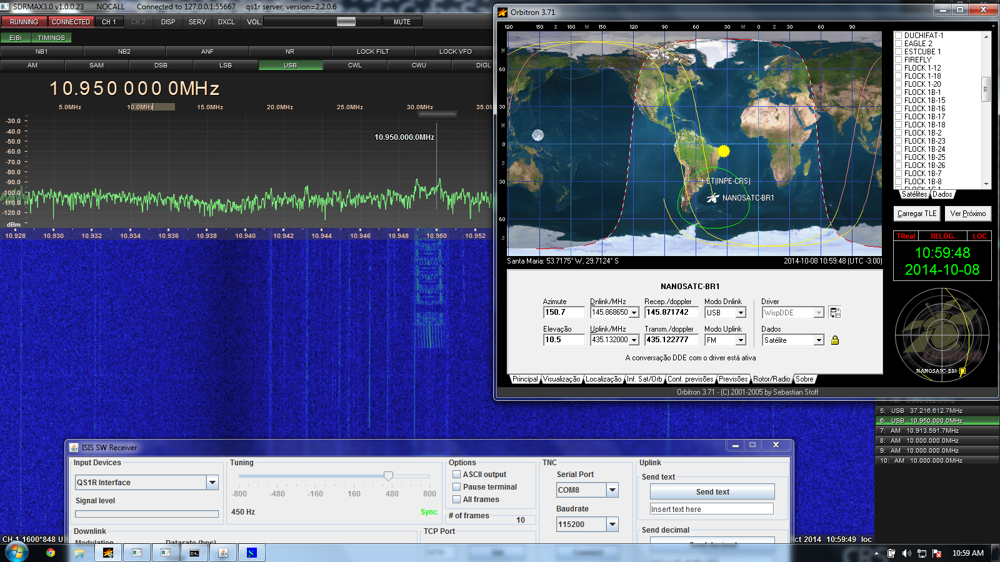 SDRMAX3.0 v1.0.0.23 NOCALL Connected to 127.0.0.1:55667 qs1r server, version=2.2.0.6
RUNNING CONNECTED CH 1 CH 2 DISP SERV DXCL VOL: MUTE
EiBi TIMINGS
NB1 NB2 ANF NR LOCK FILT LOCK VFO
AM SAM DSB LSB USB CWL CWU DIGL
10.950 000 0MHz
5.0MHz 10.0MHz 15.0MHz 20.0MHz 25.0MHz 30.0MHz 35.0M
10.950.000.0MHz
-30.0
-40.0
-50.0
-60.0
-70.0
-80.0
-90.0
-100.0
-110.0
-120.0
dBm
10.928 10.930 10.932 10.934 10.936 10.938 10.940 10.942 10.944 10.946 10.948 10.950 10.952
Orbitron 3.71
120 150 E 180 W 150 120 90 60 30 W 0 E 30 60 90
N
60
30
N
0
S
30
60
S
+ET(INPE-CRS)
NANOSATC-BR1
Santa Maria: 53.7175° W, 29.7124° S 2014-10-08 10:59:48 (UTC -3:00)
DUCHIFAT-1
EAGLE 2
ESTCUBE 1
FIREFLY
FLOCK 1-12
FLOCK 1-18
FLOCK 1-20
FLOCK 1B-1
FLOCK 1B-15
FLOCK 1B-16
FLOCK 1B-17
FLOCK 1B-18
FLOCK 1B-2
FLOCK 1B-23
FLOCK 1B-24
FLOCK 1B-25
FLOCK 1B-26
FLOCK 1B-7
FLOCK 1B-8
FLOCK 1C-1
Satélites Dados
Carregar TLE Ver Próximo
TReal RELÓG. LOC
10:59:48
2014-10-08
NANOSATC-BR1
NANOSATC-BR1
Azimute Dnlink/MHz Recep./doppler Modo Dnlink Driver
150.7 145.868650 145.871742 USB WispDDE
Elevação Uplink/MHz Transm./doppler Modo Uplink Dados
10.5 435.132000 435.122777 FM Satélite
A conversação DDE com o driver está ativa
Principal Visualização Localização Inf. Sat/Orb Conf. previsões Previsões Rotor/Radio Sobre
Orbitron 3.71 - (C) 2001-2005 by Sebastian Stoff
5: USB 37.216.612.7MHz
6: USB 10.950.000.0MHz
7: AM 10.913.591.7MHz
8: AM 10.000.000.0MHz
9: AM 10.000.000.0MHz
10: AM 10.000.000.0MHz
ISIS SW Receiver
Input Devices
QS1R Interface
Signal level
Tuning
-800 -480 -160 160 480 800
450 Hz Sync
Options
ASCII output
Pause terminal
All frames
# of frames 10
TNC
Serial Port
COM8
Baudrate
115200
Uplink
Send text
Send text
Insert text here
Send decimal
Downlink
Modulation Datarate (bps)
TCP Port
CH-1 1600*848 U
ct 2014 10:59:49 loc
10:59 AM